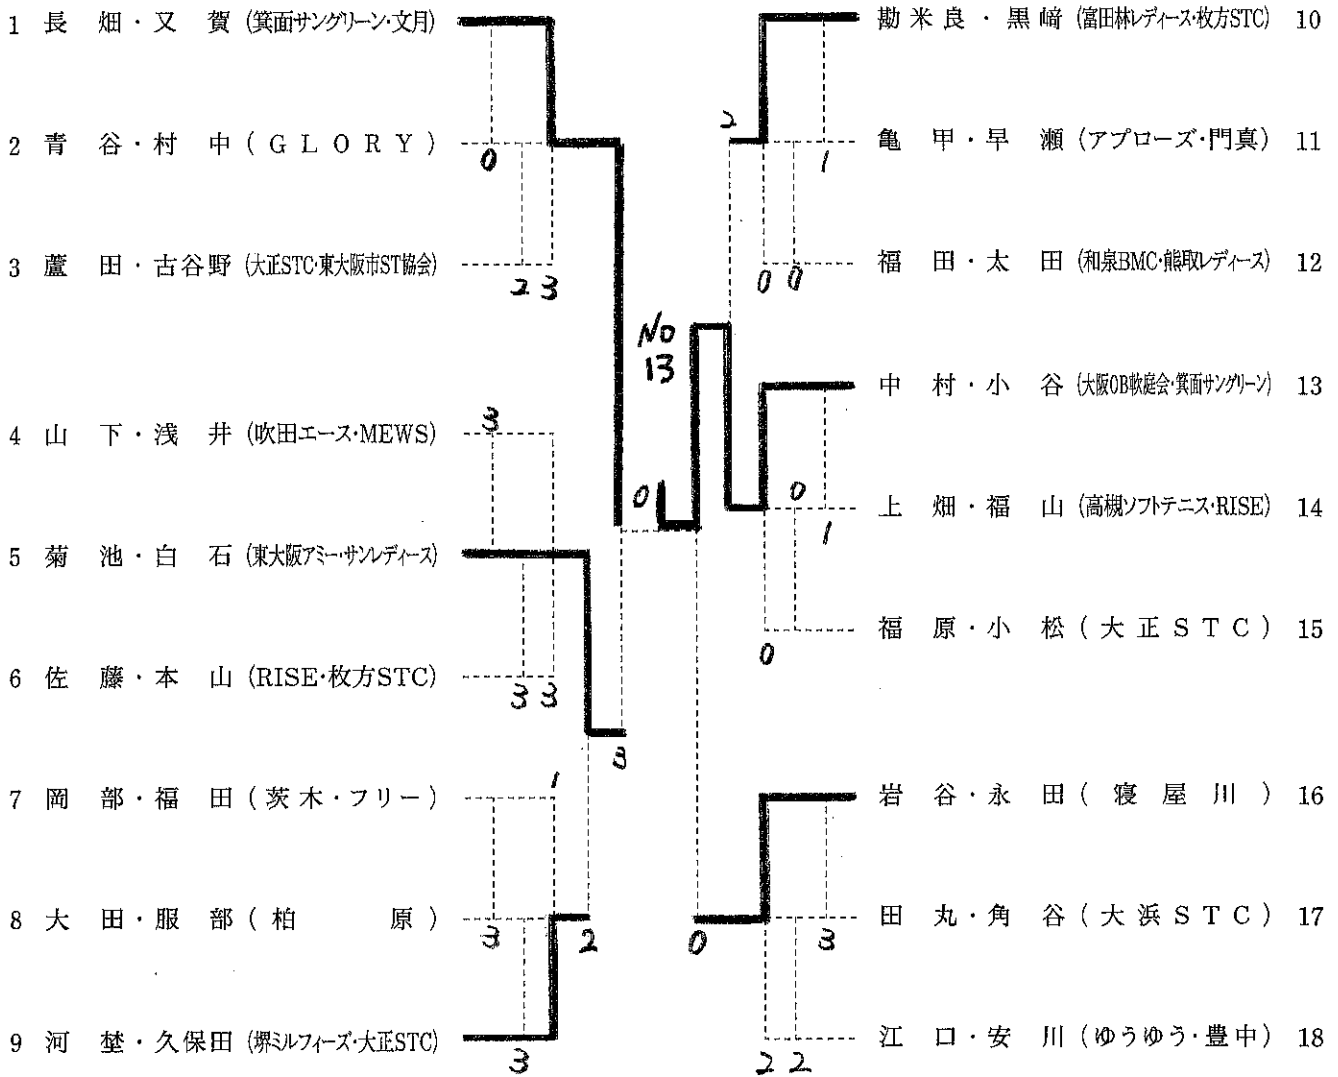 1 長畑・又賀 (箕面サングリーン・文月)
0
2 青谷・村中 (GLORY)
3 蘆田・古谷野 (大正STC・東大阪市ST協会)
2 3
3
4 山下・浅井 (吹田エース・MEWS)
5 菊池・白石 (東大阪アミー・サンレディース)
6 佐藤・本山 (RISE・枚方STC)
3 3
3
1
7 岡部・福田 (茨木・フリー)
8 大田・服部 (柏原)
3 2
9 河埜・久保田 (堺ミルフィーズ・大正STC)
3
No
13
0
勘米良・黒﨑 (富田林レディース・枚方STC) 10
2
亀甲・早瀬 (アプローズ・門真) 11
1
福田・太田 (和泉BMC・熊取レディース) 12
0 0
中村・小谷 (大阪OB軟庭会・箕面サングリーン) 13
0
上畑・福山 (高槻ソフトテニス・RISE) 14
1
福原・小松 (大正STC) 15
0
岩谷・永田 (寝屋川) 16
田丸・角谷 (大浜STC) 17
0 3
江口・安川 (ゆうゆう・豊中) 18
2 2